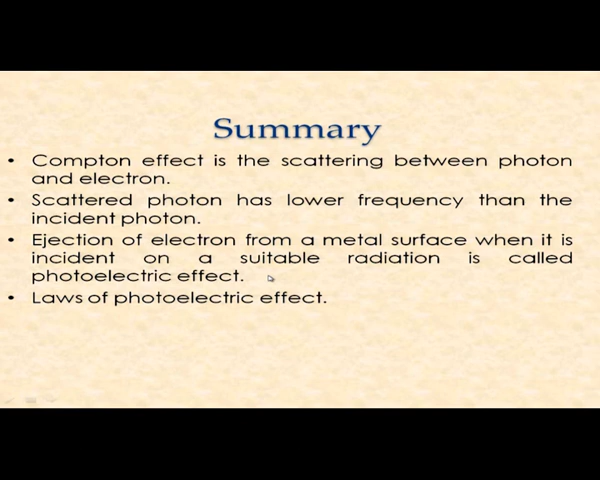 Summary
• Compton effect is the scattering between photon
and electron.
• Scattered photon has lower frequency than the
incident photon.
• Ejection of electron from a metal surface when it is
incident on a suitable radiation is called
photoelectric effect.
• Laws of photoelectric effect.